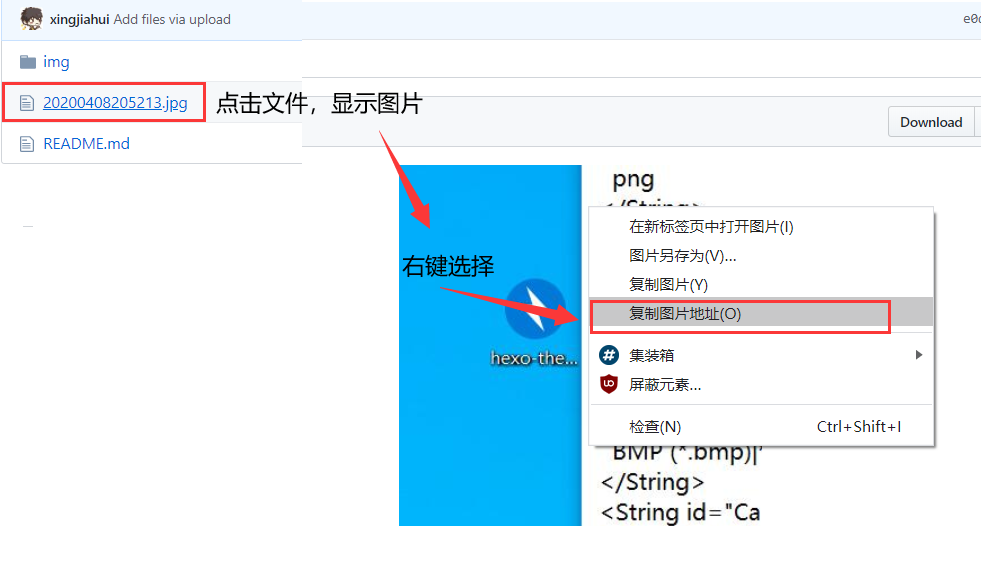 xingjiahui Add files via upload
img
20200408205213.jpg
点击文件，显示图片
README.md
Download
png
右键选择
hexo-the...
在新标签页中打开图片(I)
图片另存为(V)...
复制图片(Y)
复制图片地址(O)
集装箱
屏蔽元素...
检查(N) Ctrl+Shift+I
BMP (*.bmp)|'
</String>
<String id="Ca